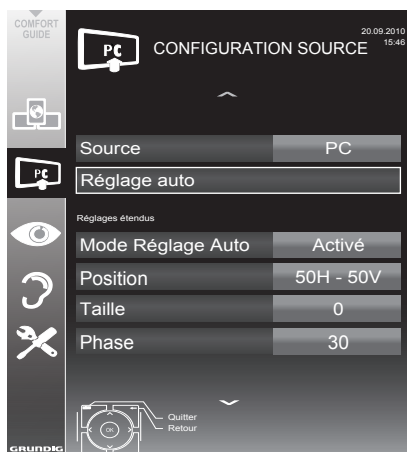 COMFORT
GUIDE
PC
CONFIGURATION SOURCE
20.09.2010
15:46
Source PC
PC
Réglage auto
Réglages étendus
Mode Réglage Auto Activé
Position 50H - 50V
Taille 0
Phase 30
Quitter
Retour
OK
GRUNDIG